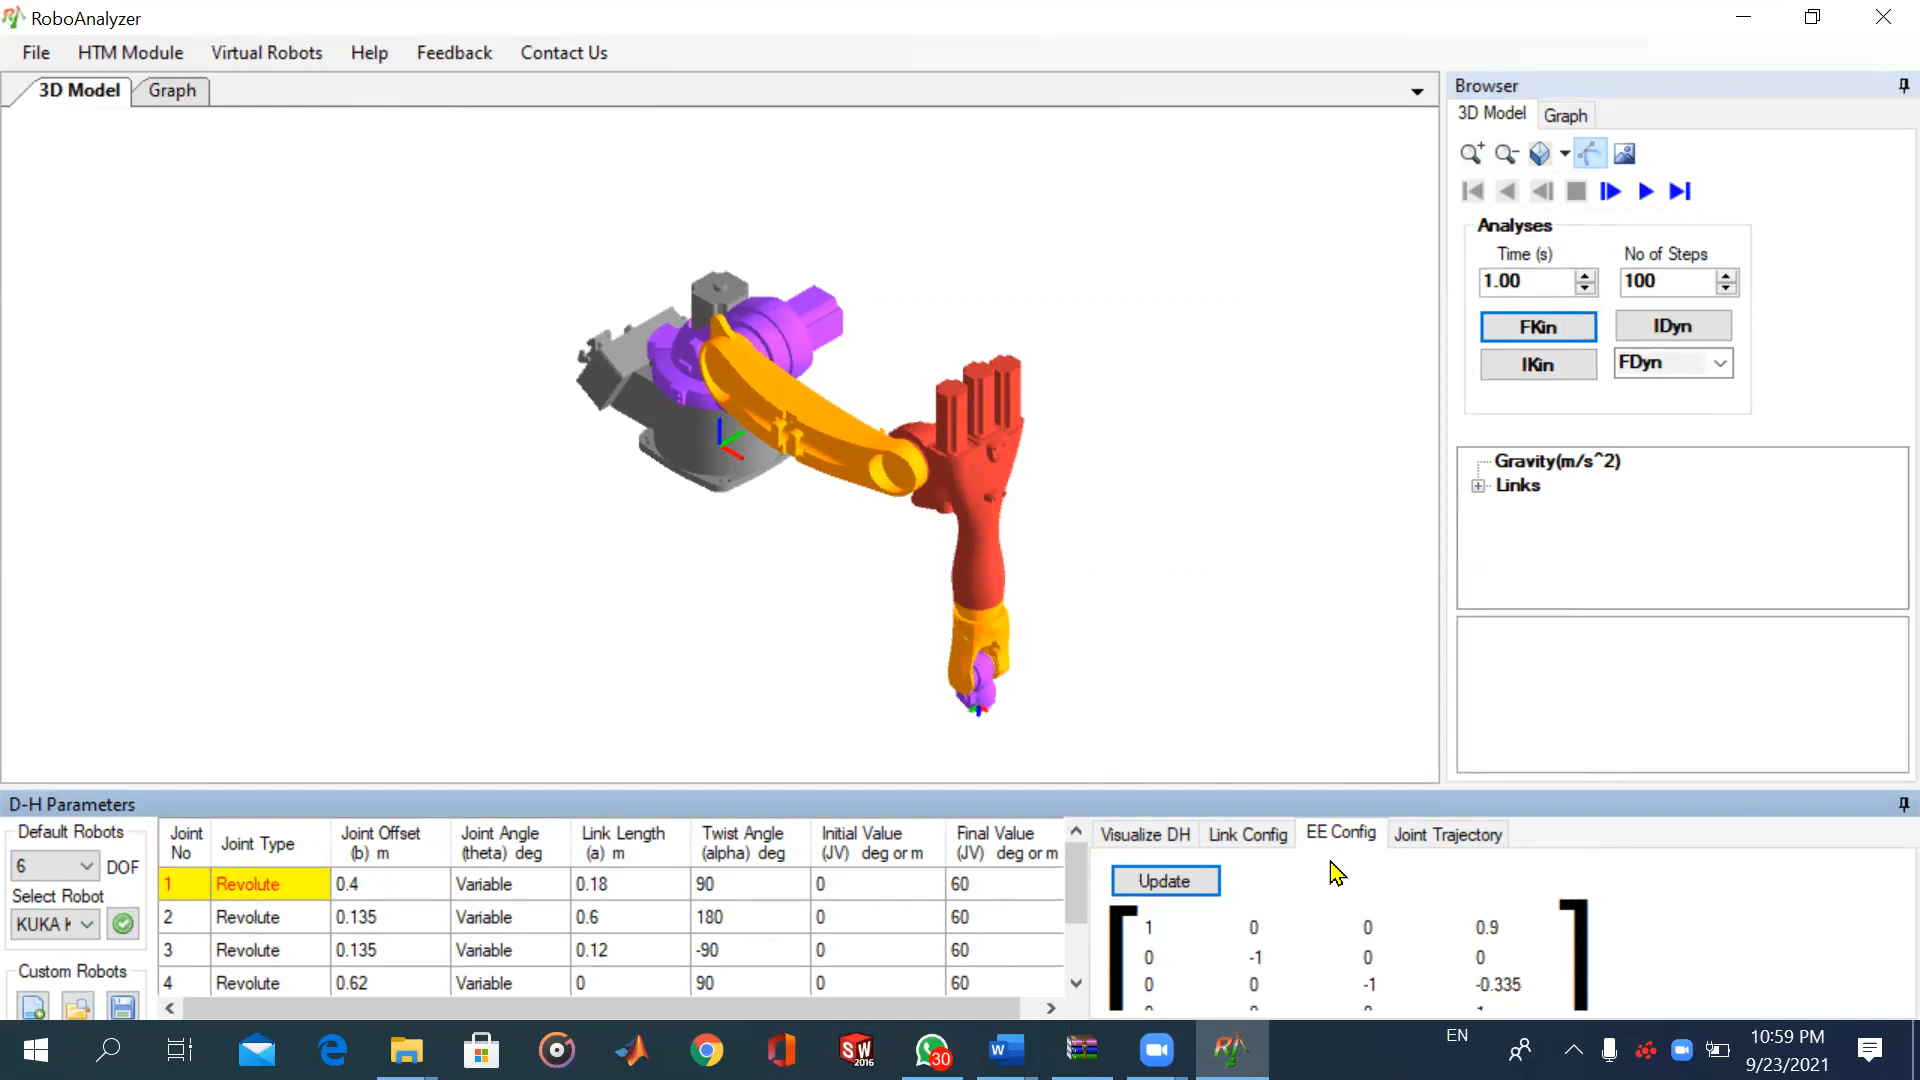 RoboAnalyzer
File HTM Module Virtual Robots Help Feedback Contact Us
3D Model Graph
Browser
3D Model Graph
Analyses
Time (s) No of Steps
1.00 100
FKin IDyn
IKin FDyn
Gravity(m/s^2)
Links
D-H Parameters
Default Robots
6 DOF
Select Robot
KUKA K
Custom Robots
Joint No Joint Type Joint Offset (b) m Joint Angle (theta) deg Link Length (a) m Twist Angle (alpha) deg Initial Value (JV) deg or m Final Value (JV) deg or m
1 Revolute 0.4 Variable 0.18 90 0 60
2 Revolute 0.135 Variable 0.6 180 0 60
3 Revolute 0.135 Variable 0.12 -90 0 60
4 Revolute 0.62 Variable 0 90 0 60
Visualize DH Link Config EE Config Joint Trajectory
Update
1 0 0 0.9
0 -1 0 0
0 0 -1 -0.335
SW
2016
30
W
EN
10:59 PM
9/23/2021